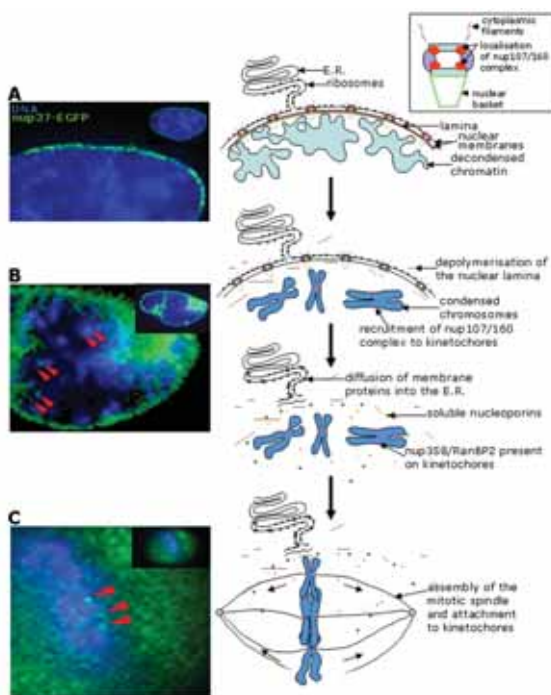 cytoplasmic
filaments
localisation
of nup107/160
complex
nuclear
basket
A
DNA
nup37-EGFP
E.R.
ribosomes
lamina
nuclear
membranes
decondensed
chromatin
B
depolymerisation of
the nuclear lamina
condensed
chromosomes
recruitment of nup107/160
complex to kinetochores
diffusion of membrane
proteins into the E.R.
soluble nucleoporins
nup358/RanBP2 present
on kinetochores
C
assembly of the
mitotic spindle
and attachment
to kinetochores